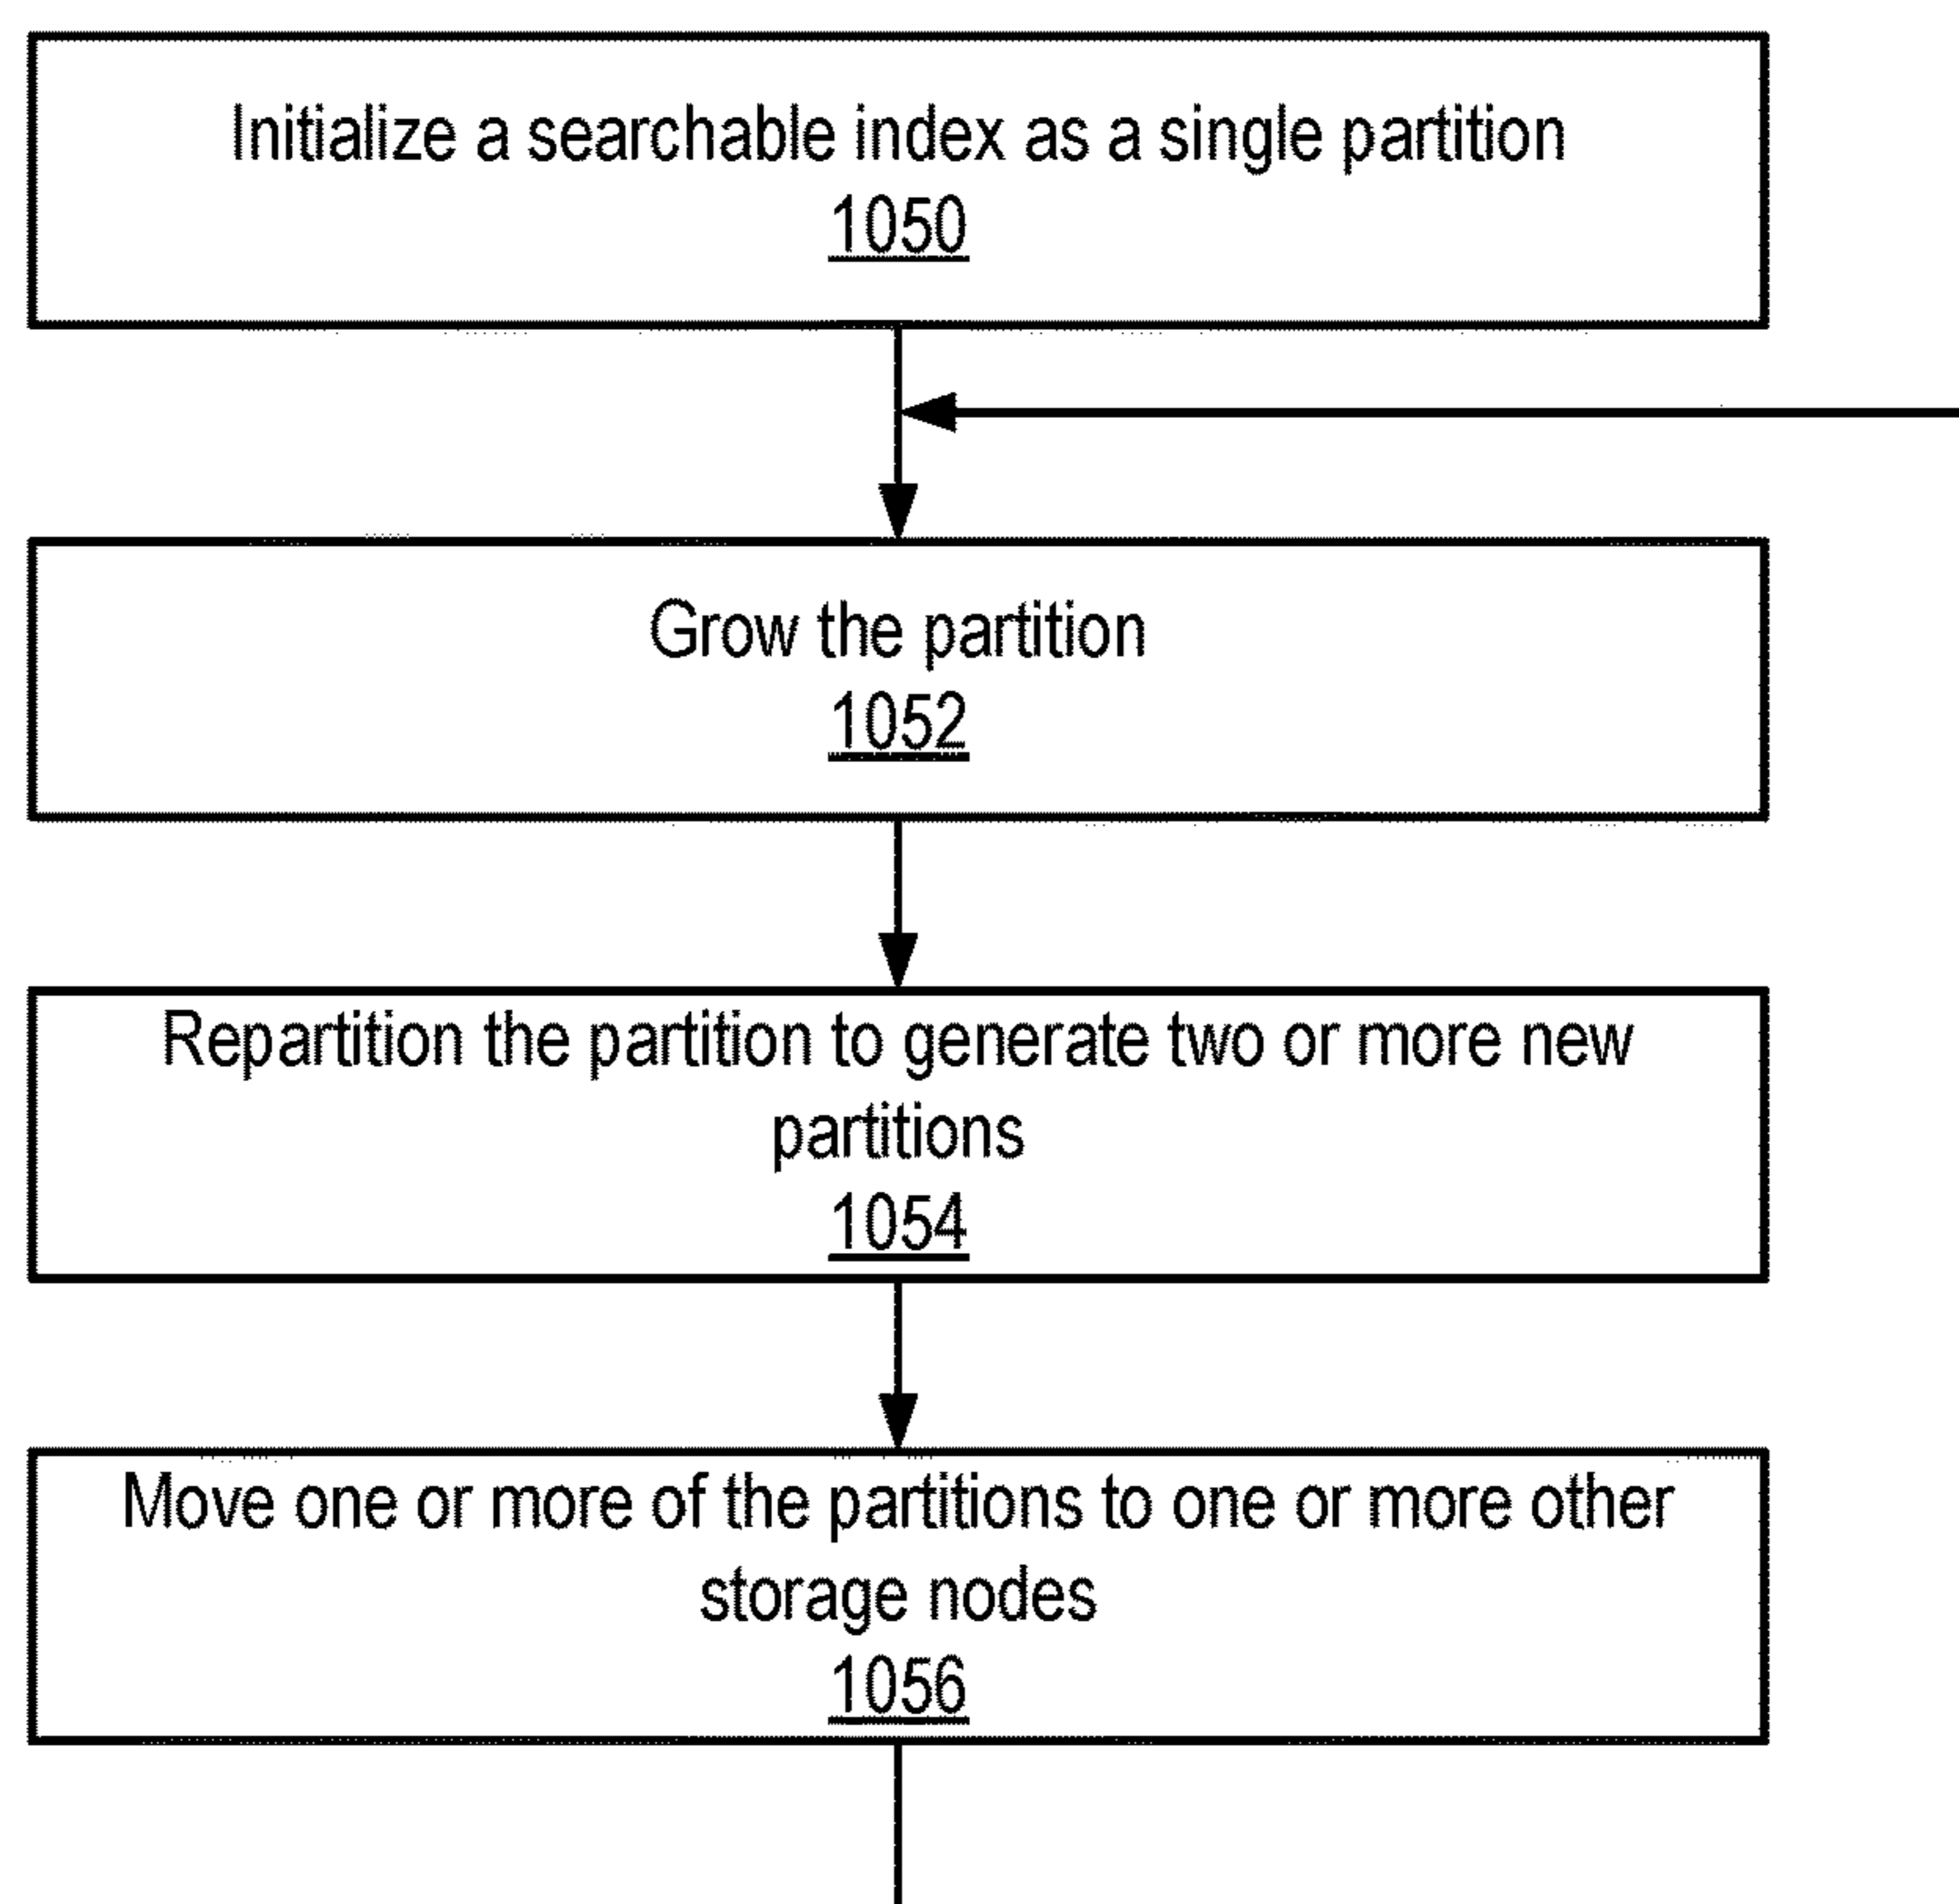 Initialize a searchable index as a single partition
1050
Grow the partition
1052
Repartition the partition to generate two or more new
partitions
1054
Move one or more of the partitions to one or more other
storage nodes
1056